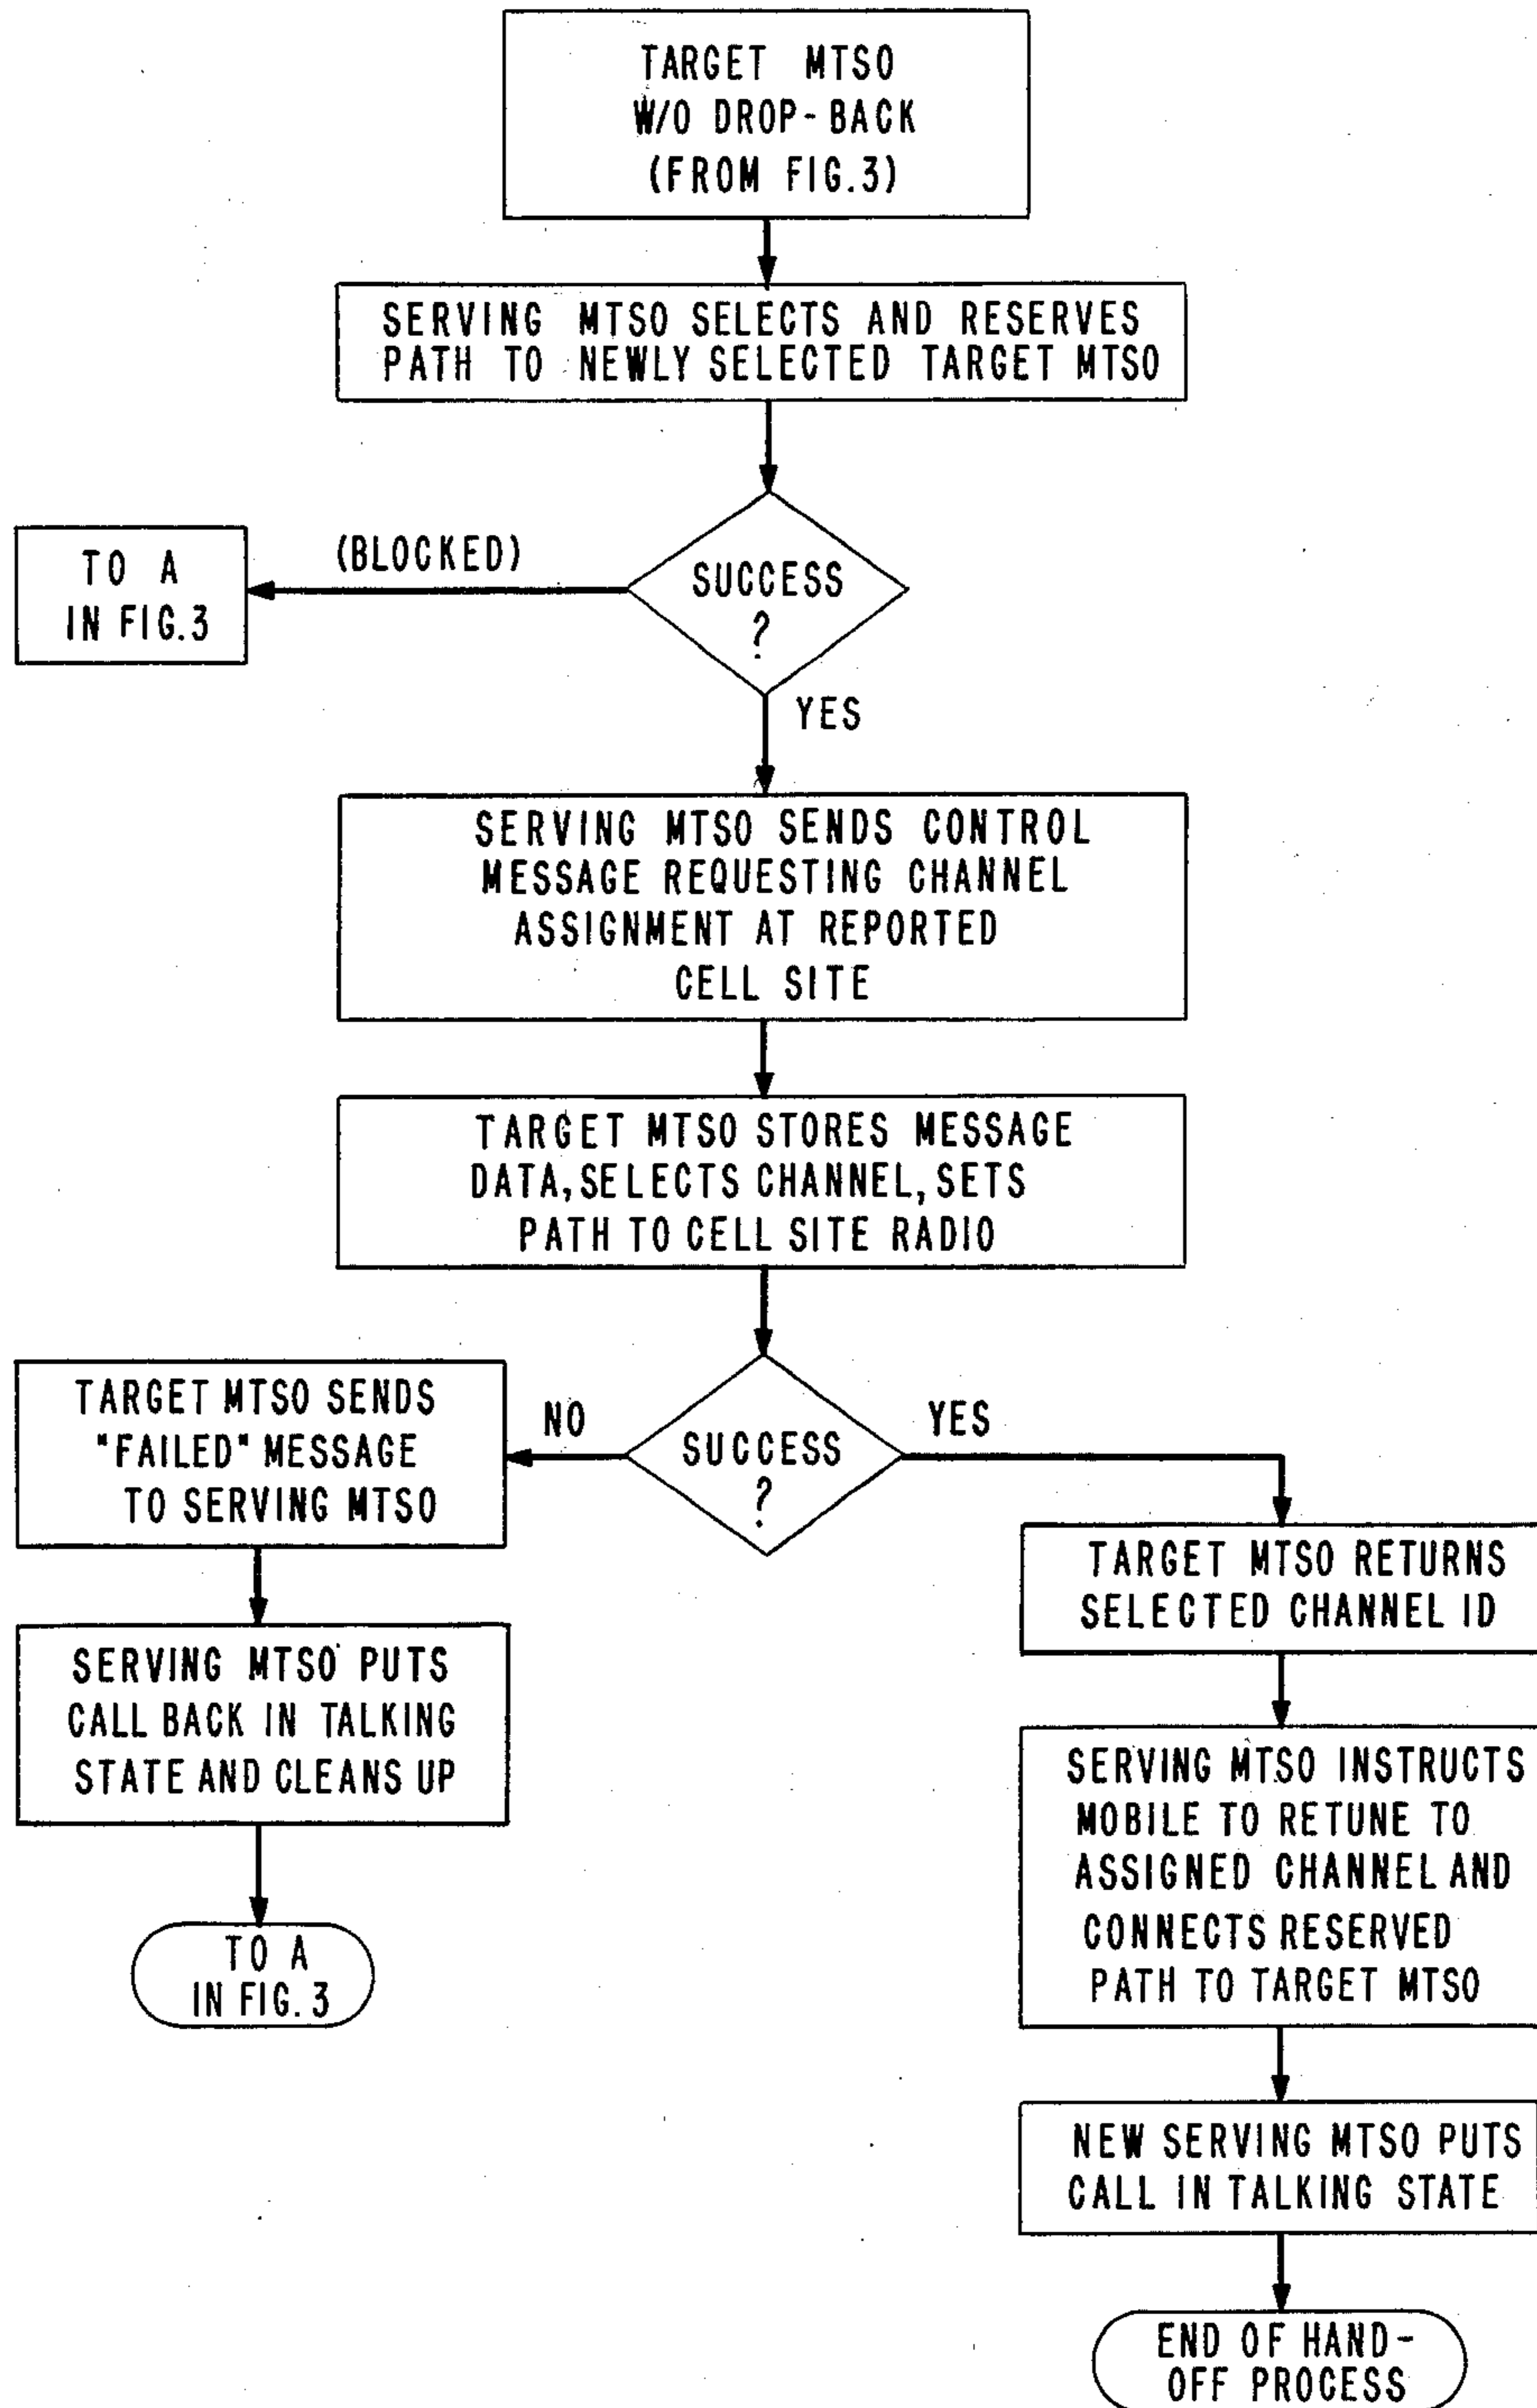 TARGET MTSO
W/O DROP-BACK
(FROM FIG.3)
SERVING MTSO SELECTS AND RESERVES
PATH TO NEWLY SELECTED TARGET MTSO
(BLOCKED)
TO A
IN FIG.3
SUCCESS
?
YES
SERVING MTSO SENDS CONTROL
MESSAGE REQUESTING CHANNEL
ASSIGNMENT AT REPORTED
CELL SITE
TARGET MTSO STORES MESSAGE
DATA, SELECTS CHANNEL, SETS
PATH TO CELL SITE RADIO
SUCCESS
?
NO
YES
TARGET MTSO SENDS
"FAILED" MESSAGE
TO SERVING MTSO
SERVING MTSO PUTS
CALL BACK IN TALKING
STATE AND CLEANS UP
TO A
IN FIG. 3
TARGET MTSO RETURNS
SELECTED CHANNEL ID
SERVING MTSO INSTRUCTS
MOBILE TO RETUNE TO
ASSIGNED CHANNEL AND
CONNECTS RESERVED
PATH TO TARGET MTSO
NEW SERVING MTSO PUTS
CALL IN TALKING STATE
END OF HAND-
OFF PROCESS